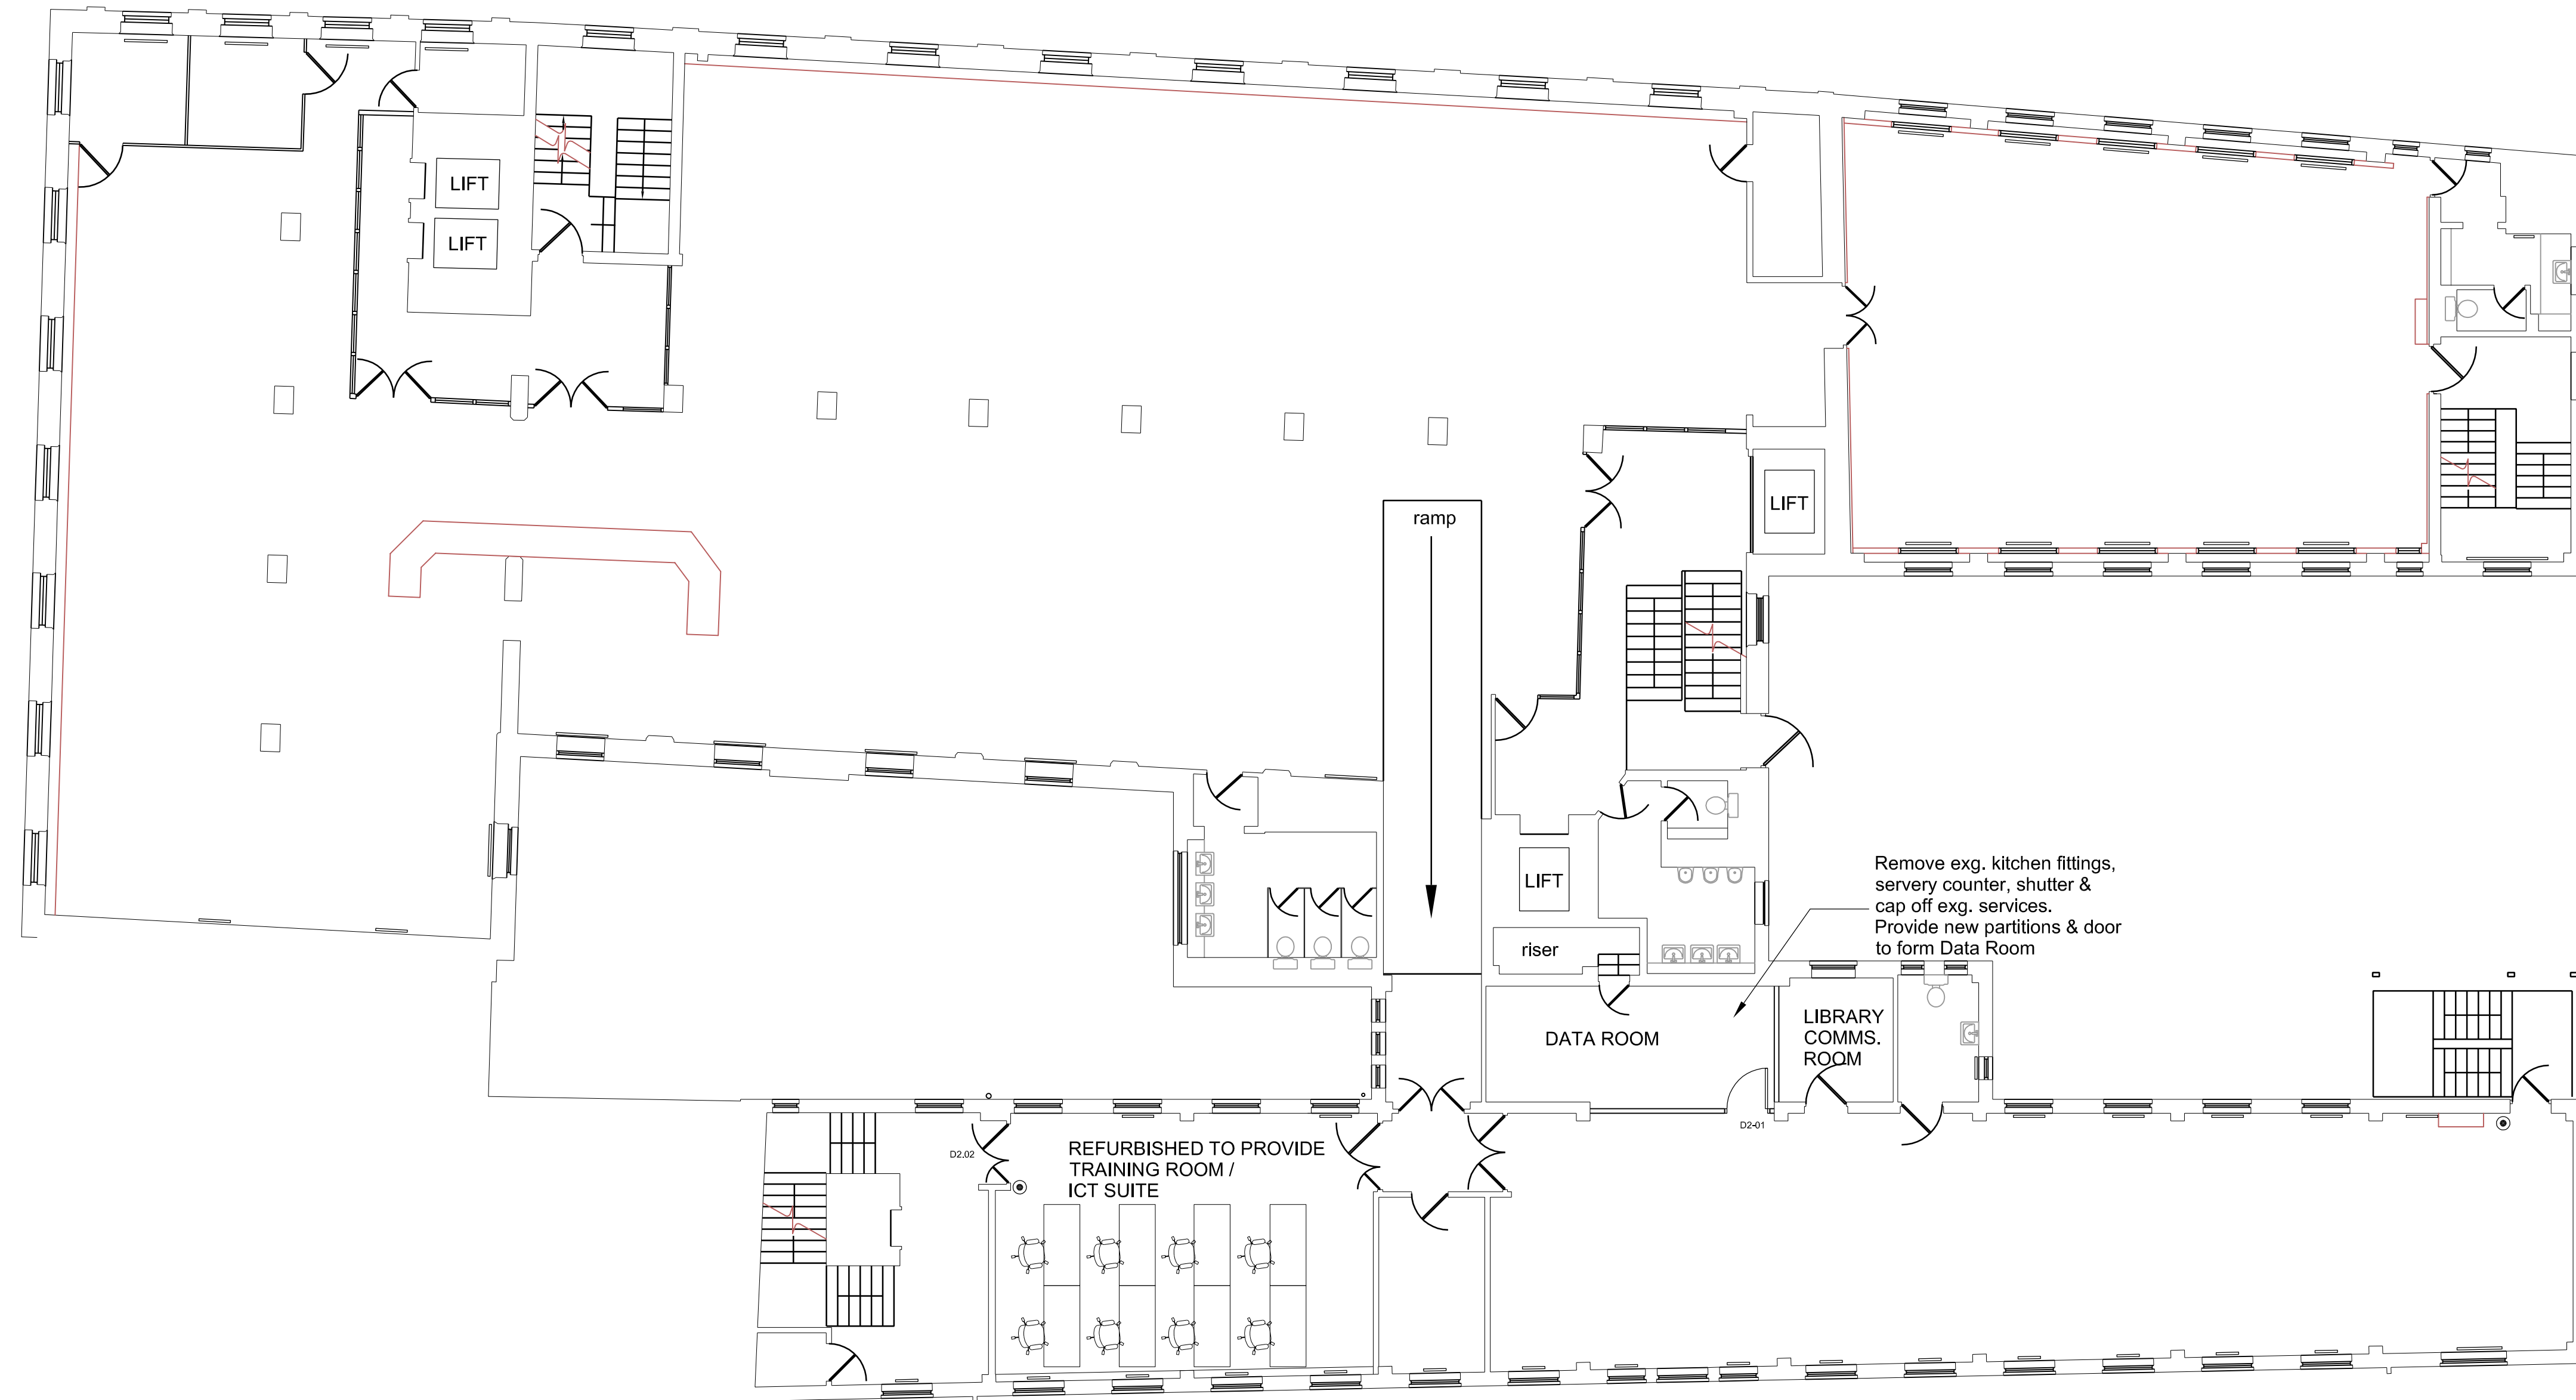 LIFT
LIFT
LIFT
ramp
LIFT
riser
Remove exg. kitchen fittings,
servery counter, shutter &
cap off exg. services.
Provide new partitions & door
to form Data Room
DATA ROOM
LIBRARY
COMMS.
ROOM
D2-01
D2.02
REFURBISHED TO PROVIDE
TRAINING ROOM /
ICT SUITE